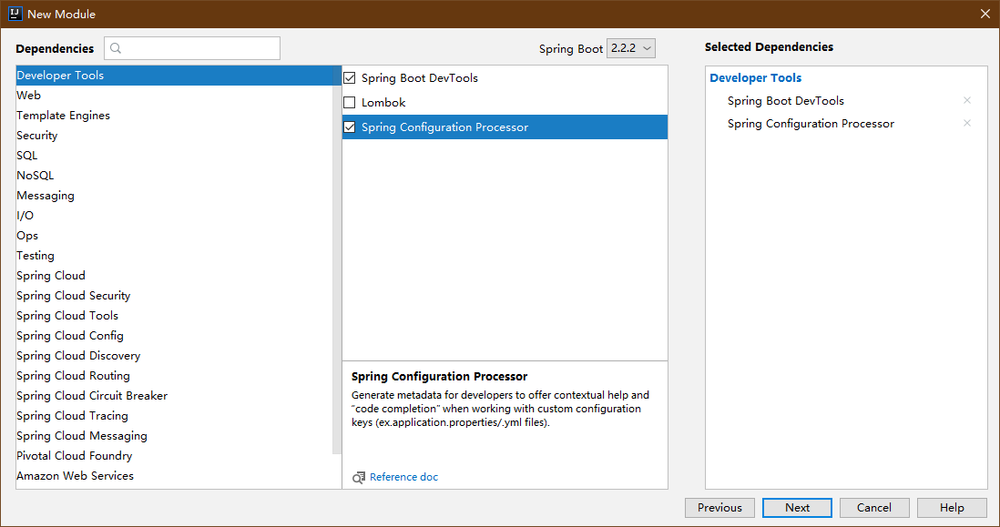 New Module
Dependencies
Spring Boot 2.2.2
Selected Dependencies
Developer Tools
Web
Template Engines
Security
SQL
NoSQL
Messaging
I/O
Ops
Testing
Spring Cloud
Spring Cloud Security
Spring Cloud Tools
Spring Cloud Config
Spring Cloud Discovery
Spring Cloud Routing
Spring Cloud Circuit Breaker
Spring Cloud Tracing
Spring Cloud Messaging
Pivotal Cloud Foundry
Amazon Web Services
Spring Boot DevTools
Lombok
Spring Configuration Processor
Spring Configuration Processor
Generate metadata for developers to offer contextual help and
"code completion" when working with custom configuration
keys (ex.application.properties/.yml files).
Reference doc
Developer Tools
Spring Boot DevTools
Spring Configuration Processor
Previous
Next
Cancel
Help